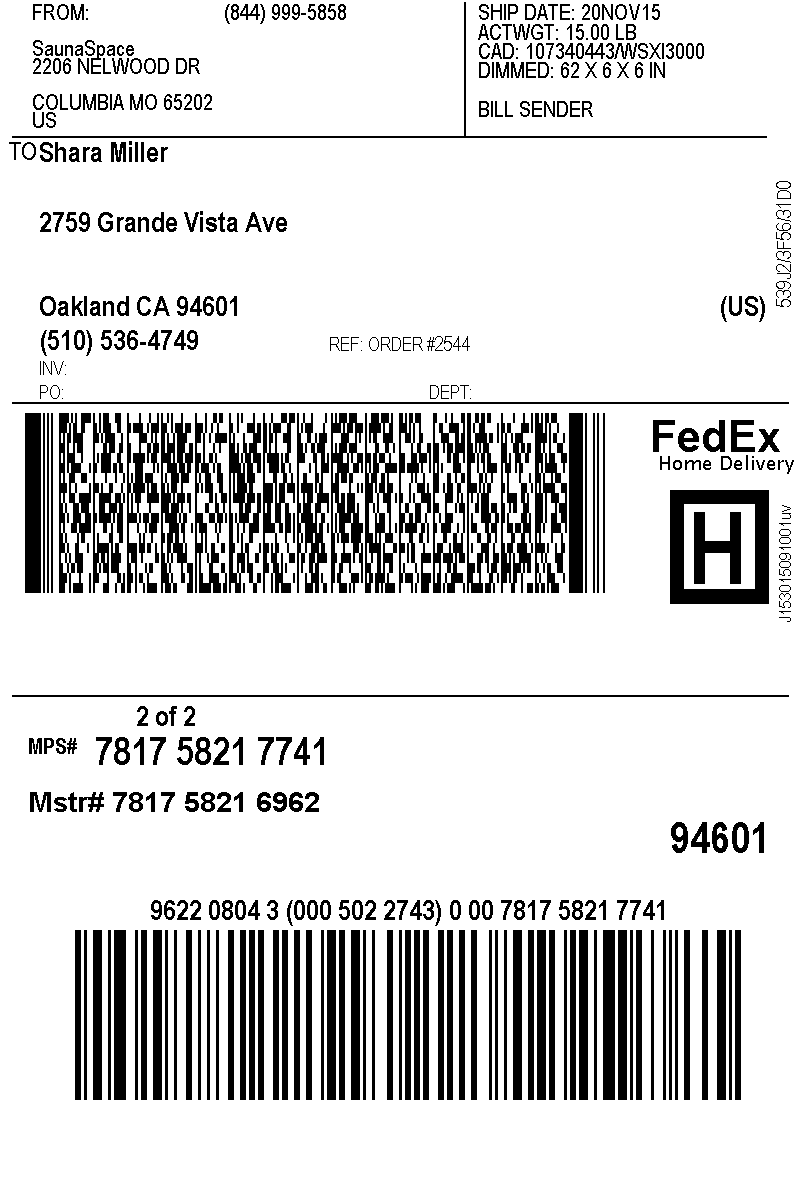 FROM: (844) 999-5858
SaunaSpace
2206 NELWOOD DR
COLUMBIA MO 65202
US
SHIP DATE: 20NOV15
ACTWGT: 15.00 LB
CAD: 107340443/WSXI3000
DIMMED: 62 X 6 X 6 IN
BILL SENDER
TO Shara Miller
2759 Grande Vista Ave
Oakland CA 94601 (US)
(510) 536-4749 REF: ORDER #2544
INV:
PO: DEPT:
539J2/3F56/31D0
FedEx
Home Delivery
H
J153015091001uv
2 of 2
MPS# 7817 5821 7741
Mstr# 7817 5821 6962
94601
9622 0804 3 (000 502 2743) 0 00 7817 5821 7741